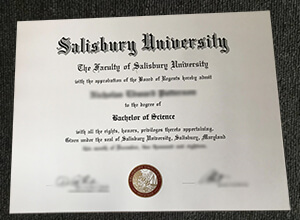 Salisbury University
The Faculty of Salisbury University
with the approbation of the Board of Regents hereby admit
to the degree of
Bachelor of Science
with all the rights, honors, privileges thereto appertaining.
Given under the seal of Salisbury University, Salisbury, Maryland